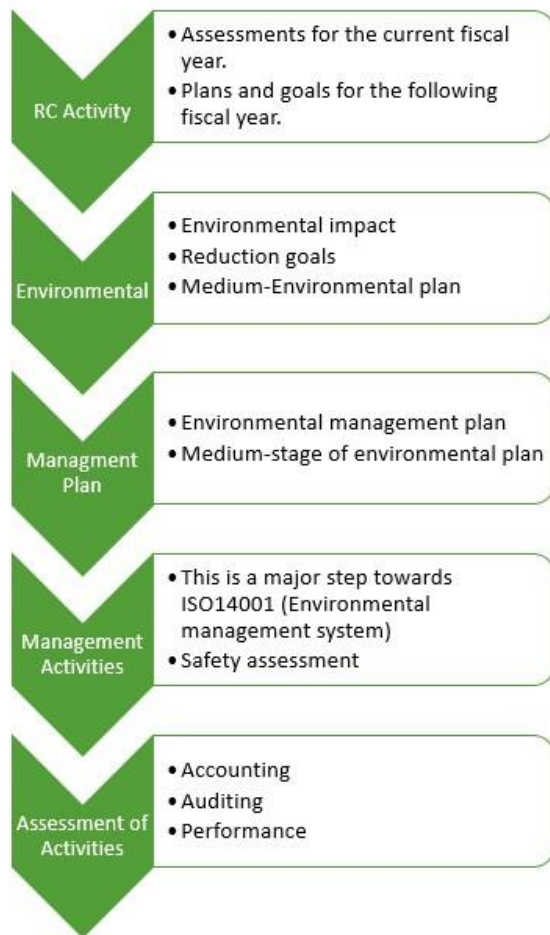 RC Activity
• Assessments for the current fiscal
year.
• Plans and goals for the following
fiscal year.
Environmental
• Environmental impact
• Reduction goals
• Medium-Environmental plan
Managment
Plan
• Environmental management plan
• Medium-stage of environmental plan
Management
Activities
• This is a major step towards
ISO14001 (Environmental
management system)
• Safety assessment
Assessment of
Activities
• Accounting
• Auditing
• Performance